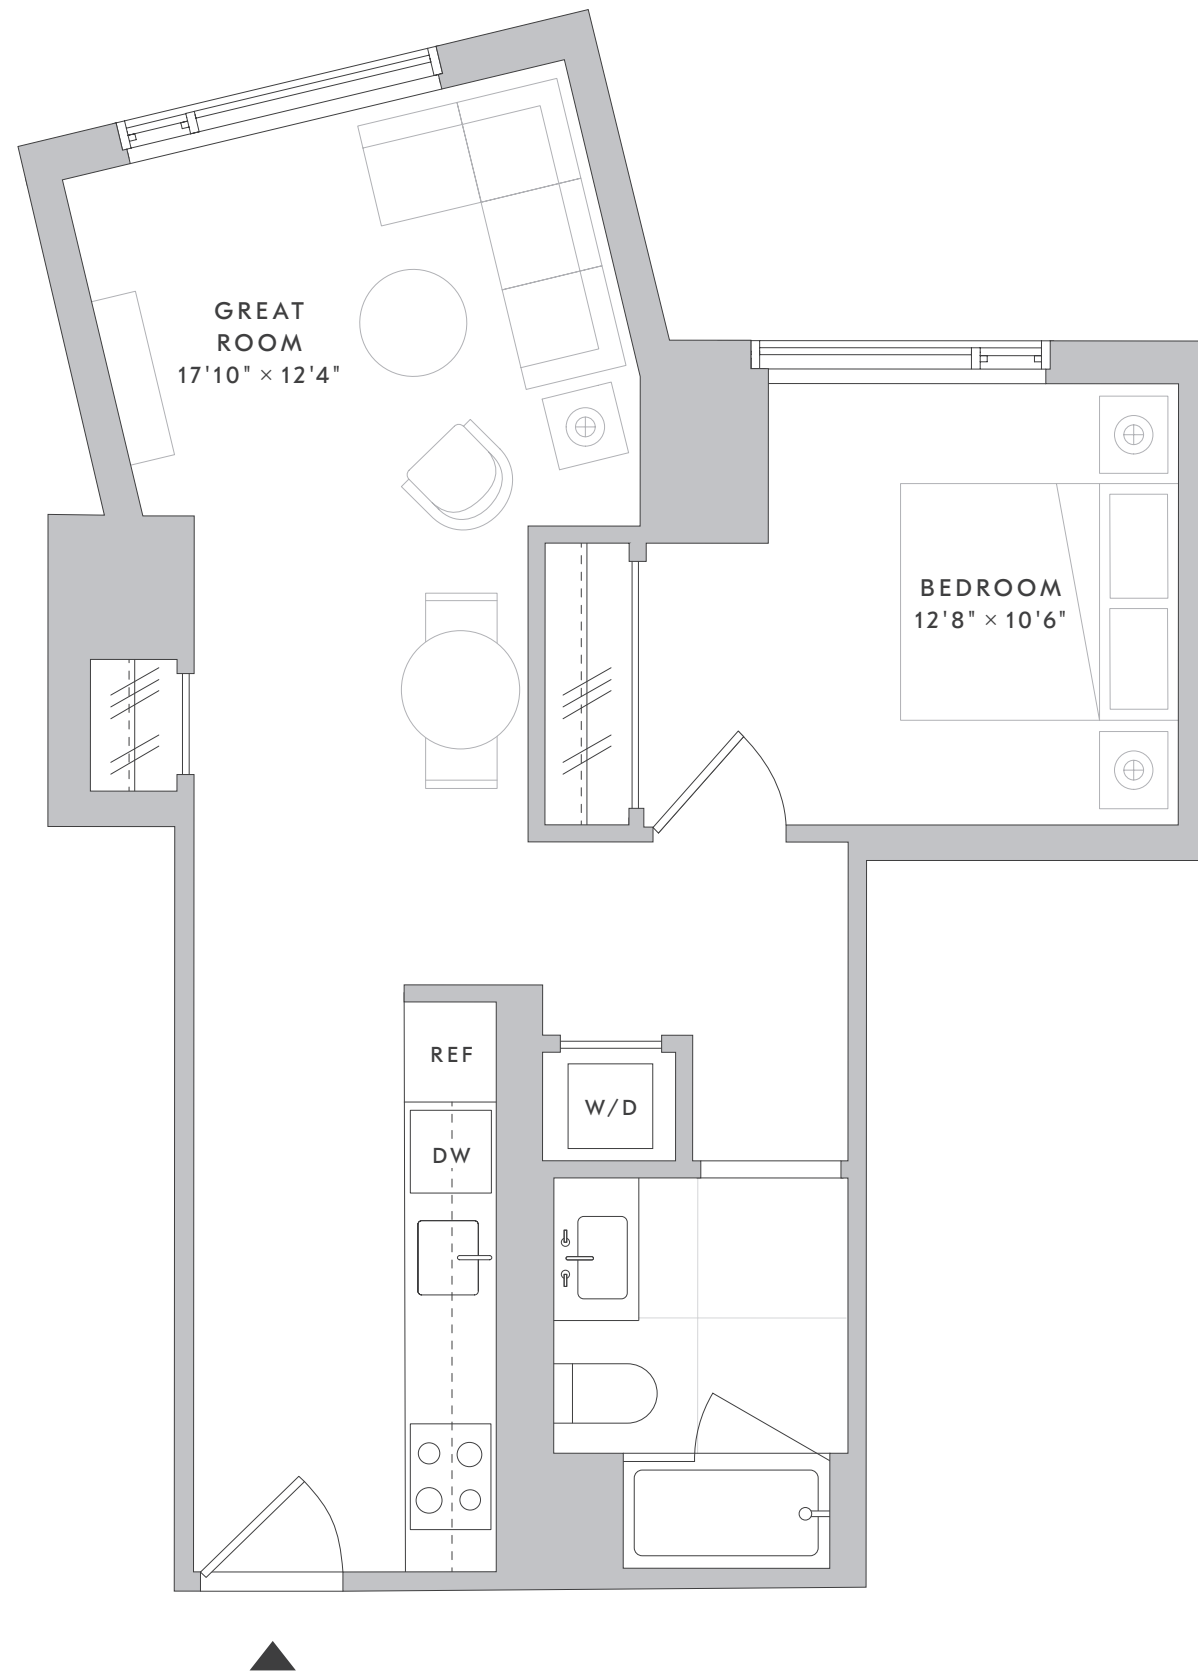 GREAT
ROOM
17'10" × 12'4"
BEDROOM
12'8" × 10'6"
REF
W/D
DW